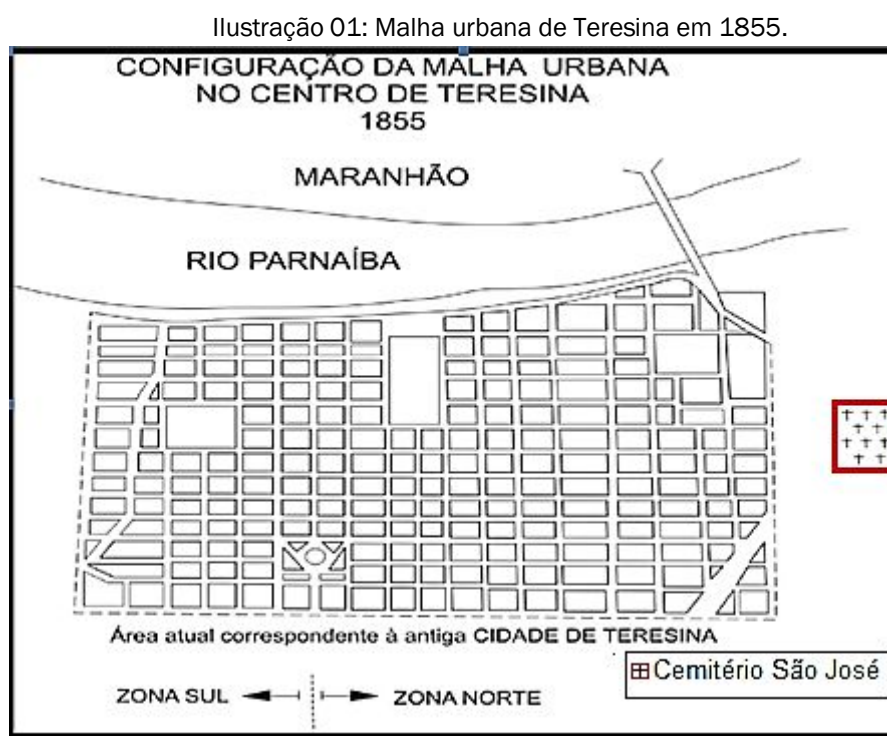 Ilustração 01: Malha urbana de Teresina em 1855.
CONFIGURAÇÃO DA MALHA URBANA
NO CENTRO DE TERESINA
1855
MARANHÃO
RIO PARNAÍBA
Área atual correspondente à antiga CIDADE DE TERESINA
Cemitério São José
ZONA SUL
ZONA NORTE